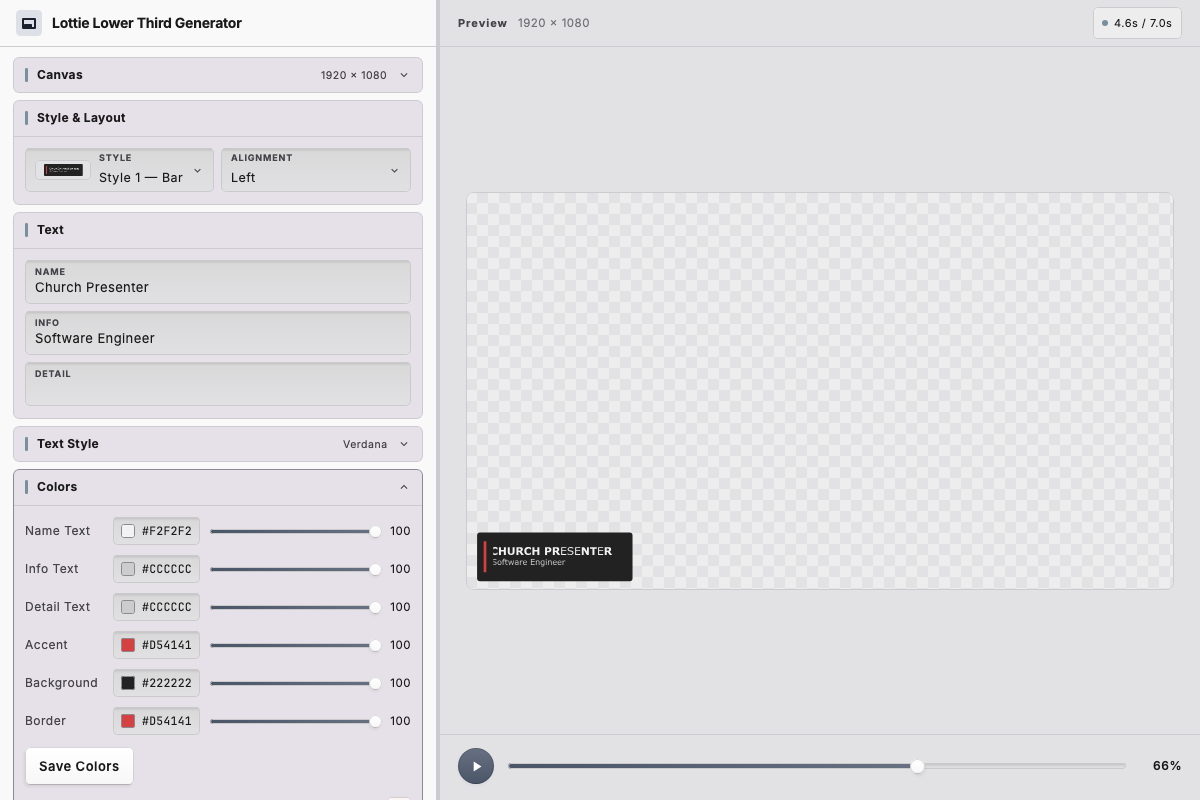 Lottie Lower Third Generator
Canvas
1920 × 1080
Style & Layout
STYLE
Style 1 — Bar
ALIGNMENT
Left
Text
NAME
Church Presenter
INFO
Software Engineer
DETAIL
Text Style
Verdana
Colors
Name Text
#F2F2F2
100
Info Text
#CCCCCC
100
Detail Text
#CCCCCC
100
Accent
#D54141
100
Background
#222222
100
Border
#D54141
100
Save Colors
Preview
1920 × 1080
4.6s / 7.0s
CHURCH PRESENTER
Software Engineer
66%